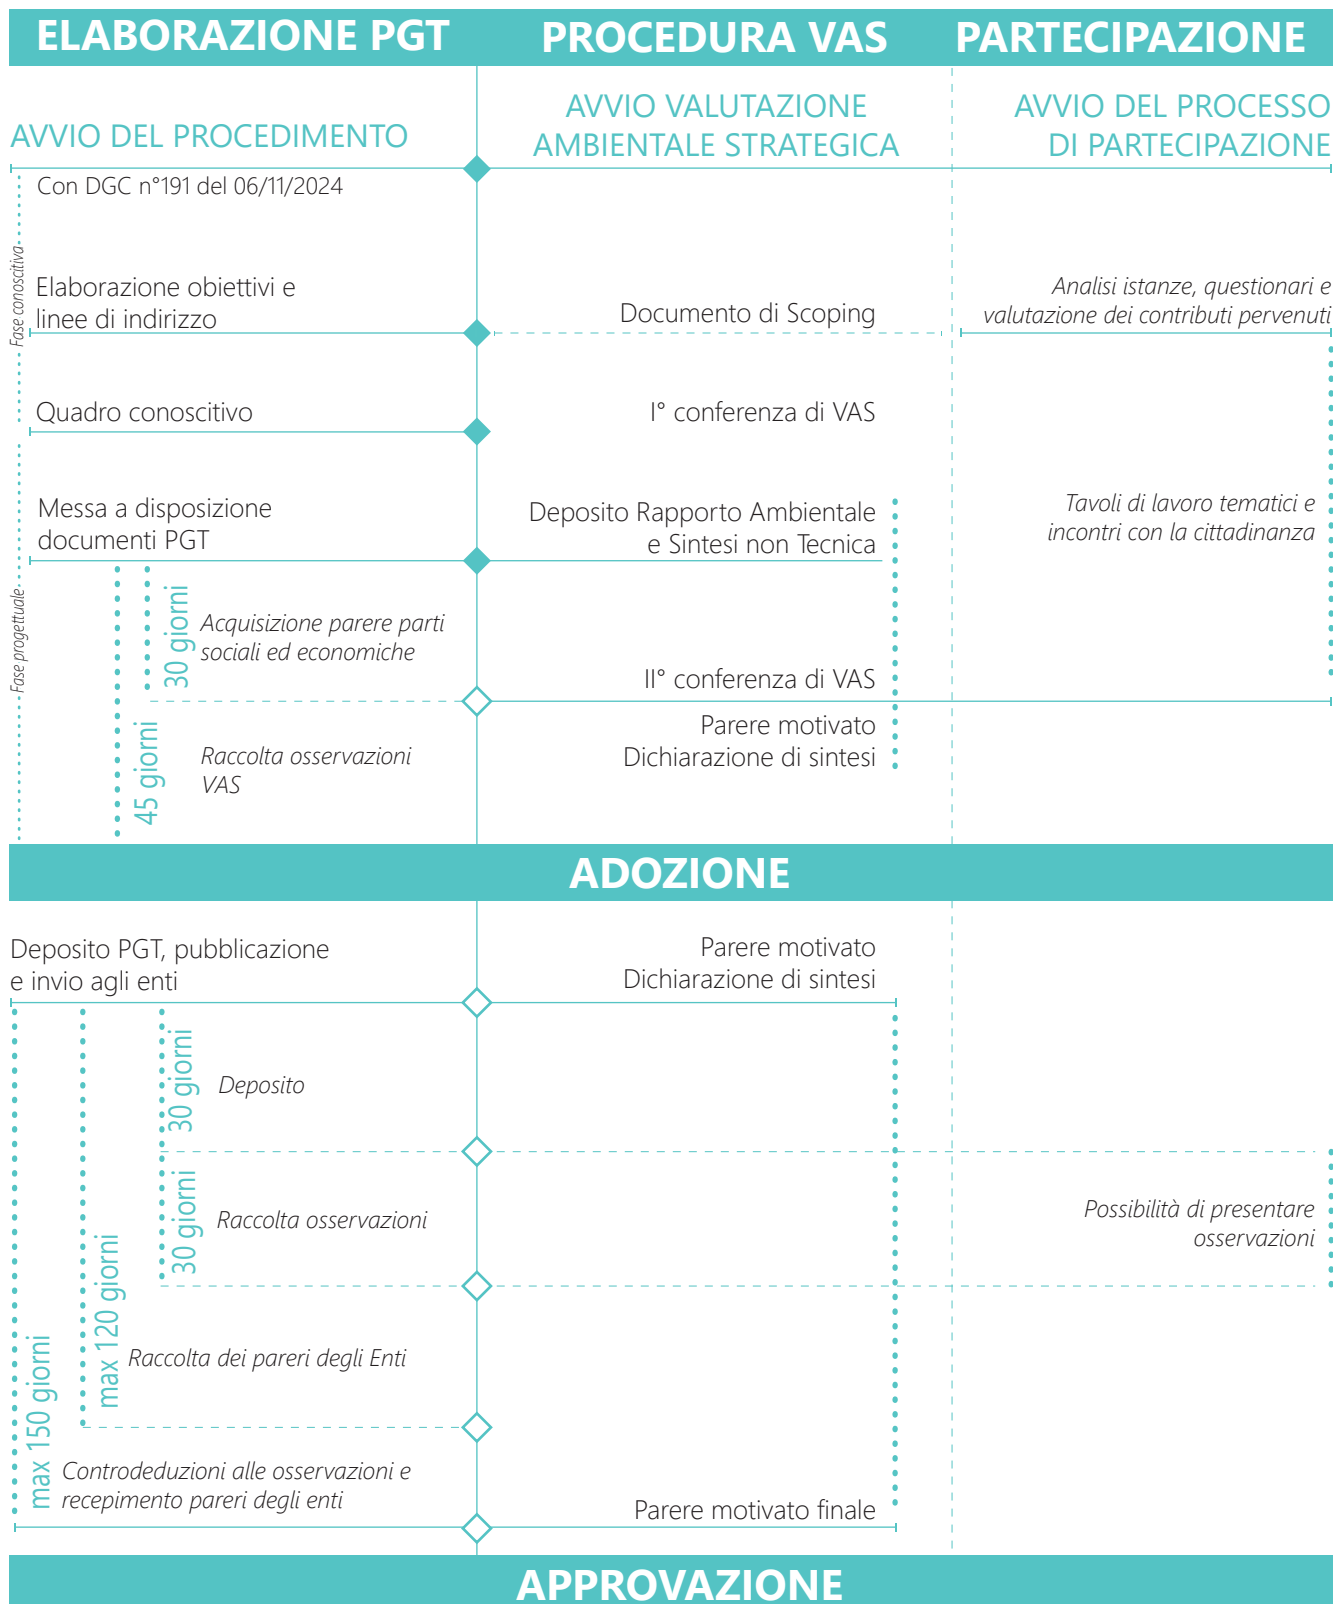 ELABORAZIONE PGT
PROCEDURA VAS
PARTECIPAZIONE
AVVIO DEL PROCEDIMENTO
AVVIO VALUTAZIONE
AMBIENTALE STRATEGICA
AVVIO DEL PROCESSO
DI PARTECIPAZIONE
Con DGC n°191 del 06/11/2024
Fase conoscitiva
Elaborazione obiettivi e
linee di indirizzo
Documento di Scoping
Analisi istanze, questionari e
valutazione dei contributi pervenuti
Quadro conoscitivo
I° conferenza di VAS
Messa a disposizione
documenti PGT
Deposito Rapporto Ambientale
e Sintesi non Tecnica
Tavoli di lavoro tematici e
incontri con la cittadinanza
Fase progettuale
30 giorni
Acquisizione parere parti
sociali ed economiche
II° conferenza di VAS
45 giorni
Raccolta osservazioni
VAS
Parere motivato
Dichiarazione di sintesi
ADOZIONE
Deposito PGT, pubblicazione
e invio agli enti
Parere motivato
Dichiarazione di sintesi
30 giorni
Deposito
30 giorni
Raccolta osservazioni
Possibilità di presentare
osservazioni
max 120 giorni
Raccolta dei pareri degli Enti
max 150 giorni
Controdeduzioni alle osservazioni e
recepimento pareri degli enti
Parere motivato finale
APPROVAZIONE